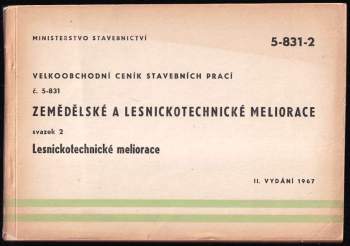 MINISTERSTVO STAVEBNICTVÍ
5-831-2
VELKOOBCHODNÍ CENÍK STAVEBNÍCH PRACÍ
č. 5-831
ZEMĚDĚLSKÉ A LESNICKOTECHNICKÉ MELIORACE
svazek 2
Lesnickotechnické meliorace
II. VYDÁNÍ 1967